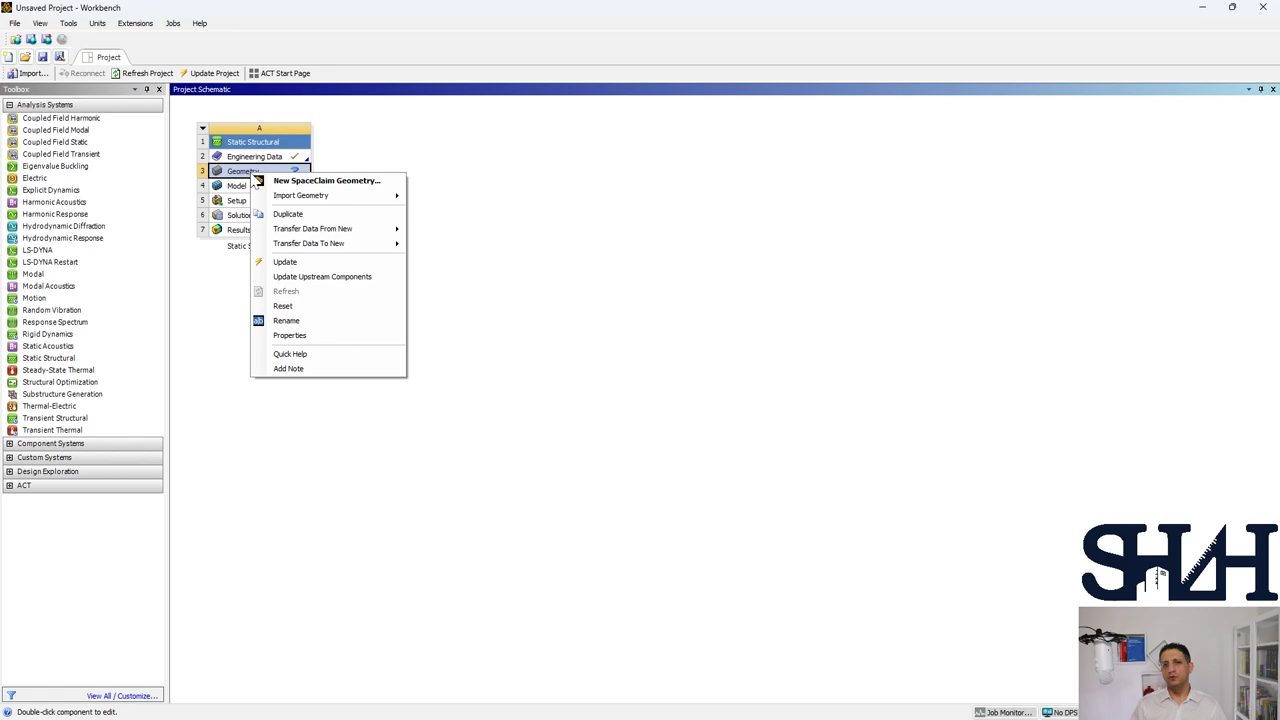 Unsaved Project - Workbench
File View Tools Units Extensions Jobs Help
Project
Import... Reconnect Refresh Project Update Project ACT Start Page
Toolbox
Project Schematic
Analysis Systems
Coupled Field Harmonic
Coupled Field Modal
Coupled Field Static
Coupled Field Transient
Eigenvalue Buckling
Electric
Explicit Dynamics
Harmonic Acoustics
Harmonic Response
Hydrodynamic Diffraction
Hydrodynamic Response
LS-DYNA
LS-DYNA Restart
Modal
Modal Acoustics
Motion
Random Vibration
Response Spectrum
Rigid Dynamics
Static Acoustics
Static Structural
Steady-State Thermal
Structural Optimization
Substructure Generation
Thermal-Electric
Transient Structural
Transient Thermal
Component Systems
Custom Systems
Design Exploration
ACT
View All / Customize...
A
1 Static Structural
2 Engineering Data
3 Geometry
4 Model
5 Setup
6 Solution
7 Results
Static S
New SpaceClaim Geometry...
Import Geometry
Duplicate
Transfer Data From New
Transfer Data To New
Update
Update Upstream Components
Refresh
Reset
Rename
Properties
Quick Help
Add Note
SHAH
Double-click component to edit.
Job Monitor... No DPS